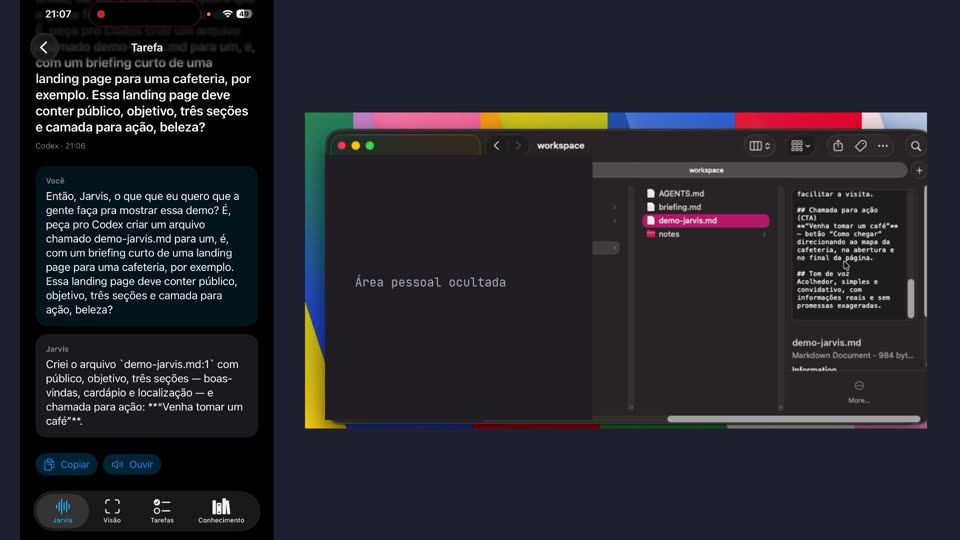 21:07
49
É, peça pro Codex criar um arquivo
chamado demo-jarvis.md para um, é,
Tarefa
com um briefing curto de uma
landing page para uma cafeteria, por
exemplo. Essa landing page deve
conter público, objetivo, três seções
e camada para ação, beleza?
Codex · 21:06
Você
Então, Jarvis, o que que eu quero que a
gente faça pra mostrar essa demo? É,
peça pro Codex criar um arquivo
chamado demo-jarvis.md para um, é,
com um briefing curto de uma landing
page para uma cafeteria, por exemplo.
Essa landing page deve conter público,
objetivo, três seções e camada para
ação, beleza?
Jarvis
Criei o arquivo `demo-jarvis.md:1` com
público, objetivo, três seções — boas-
vindas, cardápio e localização — e
chamada para ação: **“Venha tomar um
café”**.
Copiar
Ouvir
Jarvis
Visão
Tarefas
Conhecimento
workspace
workspace
Área pessoal ocultada
AGENTS.md
briefing.md
demo-jarvis.md
notes
facilitar a visita.
## Chamada para ação
(CTA)
**“Venha tomar um café”**
— botão “Como chegar”
direcionando ao mapa da
cafeteria, na abertura e
no final da página.
## Tom de voz
Acolhedor, simples e
convidativo, com
informações reais e sem
promessas exageradas.
demo-jarvis.md
Markdown Document - 984 byt...
Information
More...